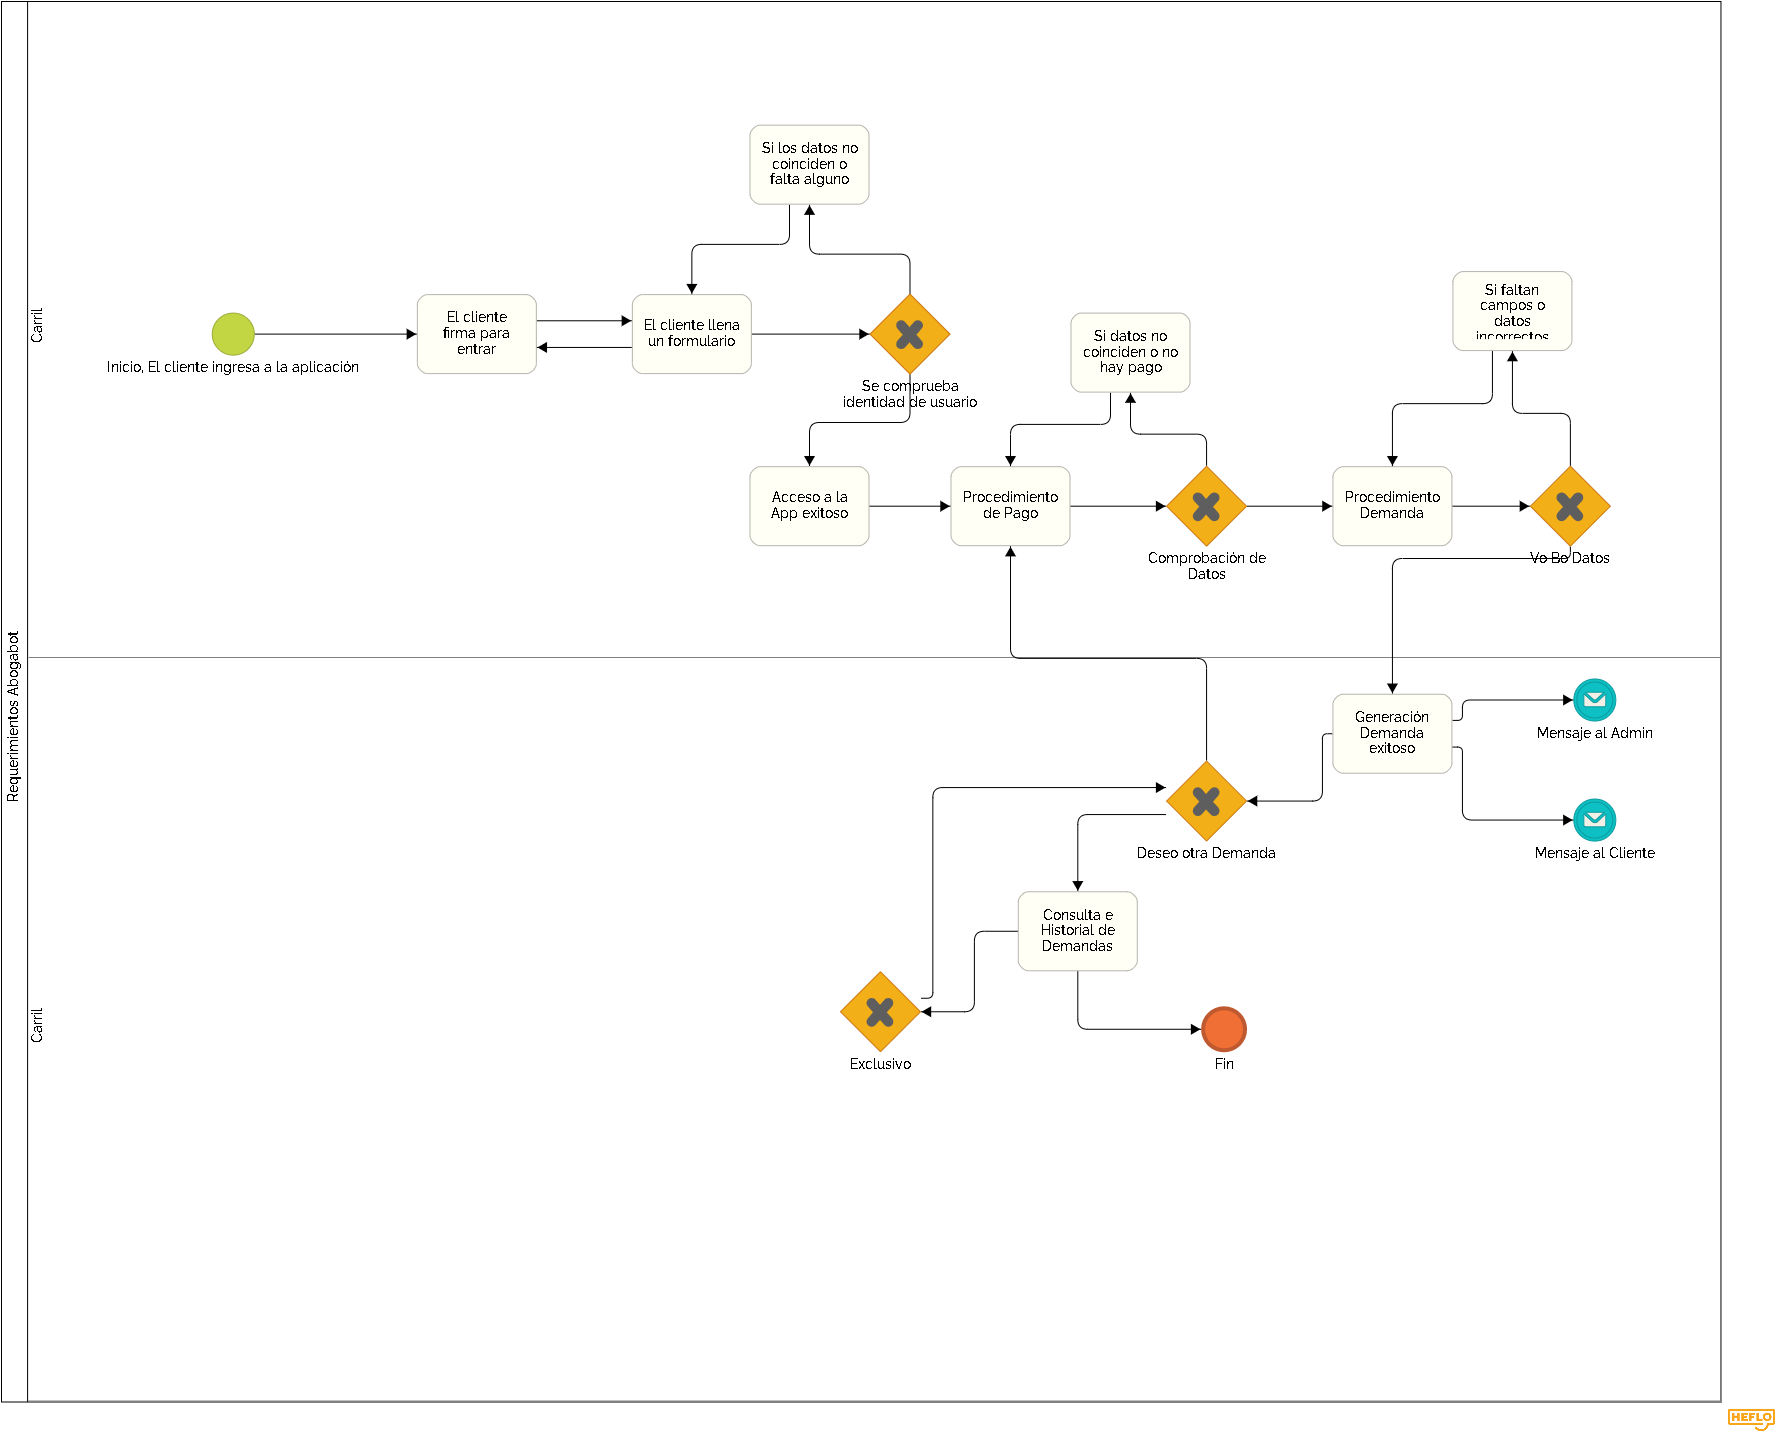 Requerimientos Abogabot
Carril
Si los datos no
coinciden o
falta alguno
Inicio, El cliente ingresa a la aplicación
El cliente
firma para
entrar
El cliente llena
un formulario
Se comprueba
identidad de usuario
Si datos no
coinciden o no
hay pago
Si faltan
campos o
datos
incorrectos
Acceso a la
App exitoso
Procedimiento
de Pago
Comprobación de
Datos
Procedimiento
Demanda
Vo Bo Datos
Carril
Generación
Demanda
exitoso
Mensaje al Admin
Mensaje al Cliente
Deseo otra Demanda
Consulta e
Historial de
Demandas
Exclusivo
Fin
HEFLO